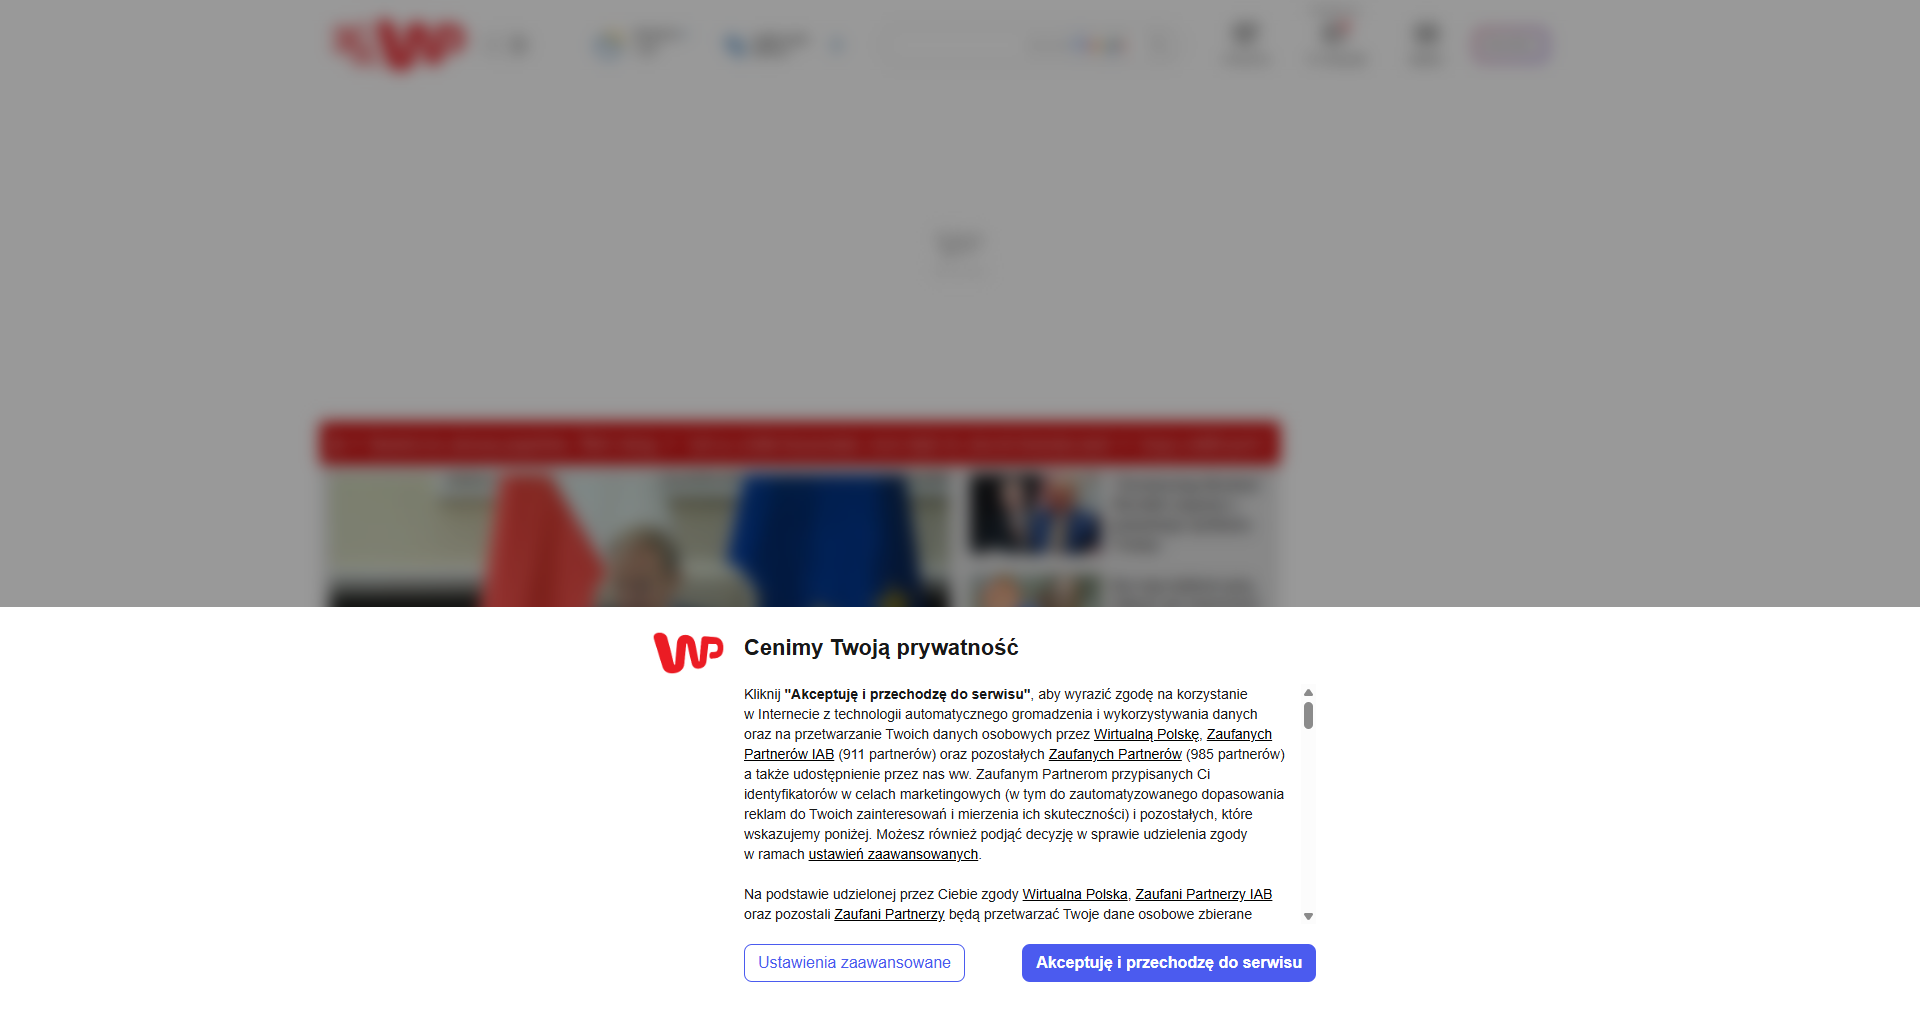 WP
Cenimy Twoją prywatność
Kliknij "Akceptuję i przechodzę do serwisu", aby wyrazić zgodę na korzystanie
w Internecie z technologii automatycznego gromadzenia i wykorzystywania danych
oraz na przetwarzanie Twoich danych osobowych przez Wirtualną Polskę, Zaufanych
Partnerów IAB (911 partnerów) oraz pozostałych Zaufanych Partnerów (985 partnerów)
a także udostępnienie przez nas ww. Zaufanym Partnerom przypisanych Ci
identyfikatorów w celach marketingowych (w tym do zautomatyzowanego dopasowania
reklam do Twoich zainteresowań i mierzenia ich skuteczności) i pozostałych, które
wskazujemy poniżej. Możesz również podjąć decyzję w sprawie udzielenia zgody
w ramach ustawień zaawansowanych.
Na podstawie udzielonej przez Ciebie zgody Wirtualna Polska, Zaufani Partnerzy IAB
oraz pozostali Zaufani Partnerzy będą przetwarzać Twoje dane osobowe zbierane
Ustawienia zaawansowane
Akceptuję i przechodzę do serwisu